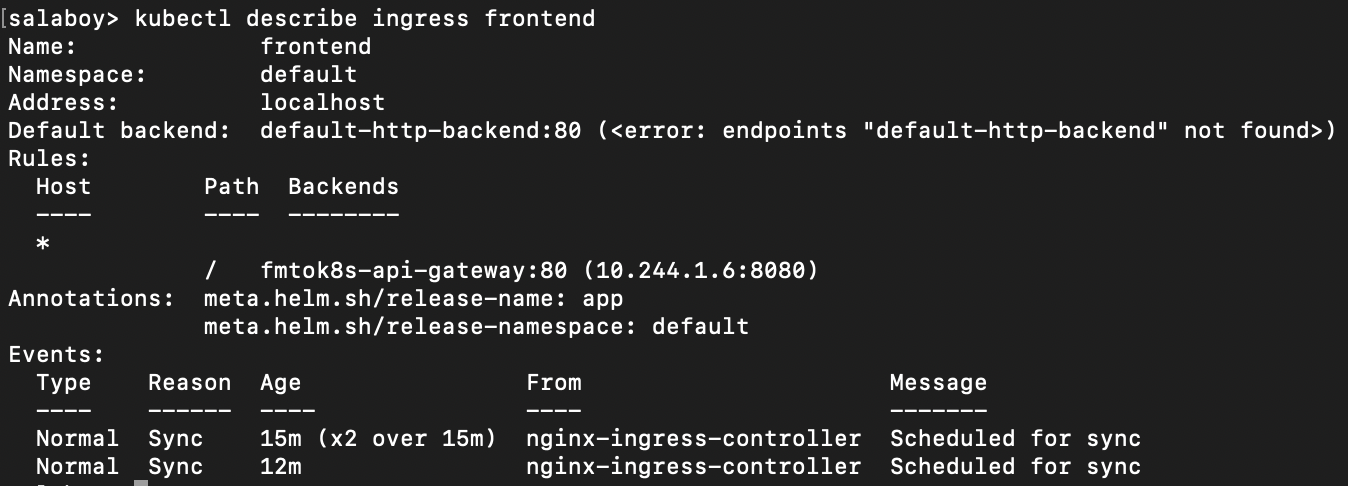 [salaboy> kubectl describe ingress frontend
Name:             frontend
Namespace:        default
Address:          localhost
Default backend:  default-http-backend:80 (<error: endpoints "default-http-backend" not found>)
Rules:
  Host        Path  Backends
  ----        ----  --------
  *
              /   fmtok8s-api-gateway:80 (10.244.1.6:8080)
Annotations:  meta.helm.sh/release-name: app
              meta.helm.sh/release-namespace: default
Events:
  Type    Reason  Age                From                      Message
  ----    ------  ----               ----                      -------
  Normal  Sync    15m (x2 over 15m)  nginx-ingress-controller  Scheduled for sync
  Normal  Sync    12m                nginx-ingress-controller  Scheduled for sync